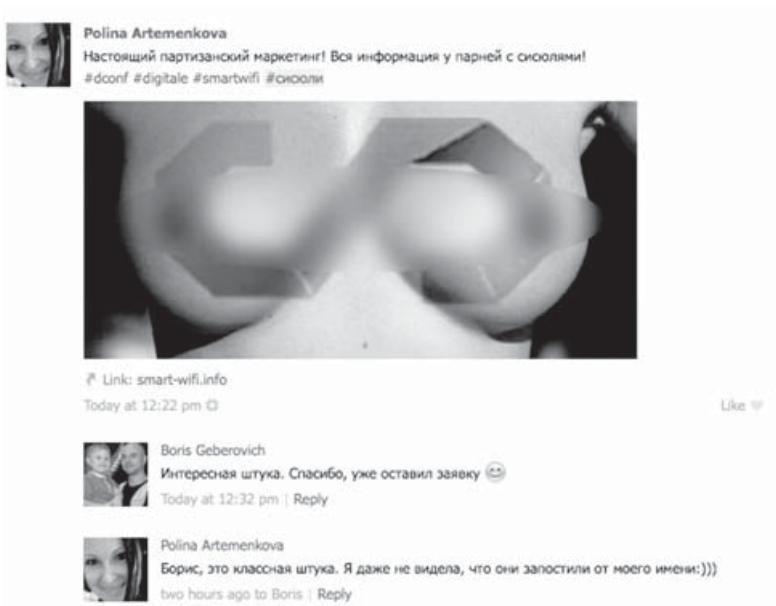 Polina Artemenkova
Настоящий партизанский маркетинг! Вся информация у парней с сисюлями!
#dconf #digitale #smartwifi #сисюли
Link: smart-wifi.info
Today at 12:22 pm
Like
Boris Geberovich
Интересная штука. Спасибо, уже оставил заявку
Today at 12:32 pm | Reply
Polina Artemenkova
Борис, это классная штука. Я даже не видела, что они запостили от моего имени:)))
two hours ago to Boris | Reply